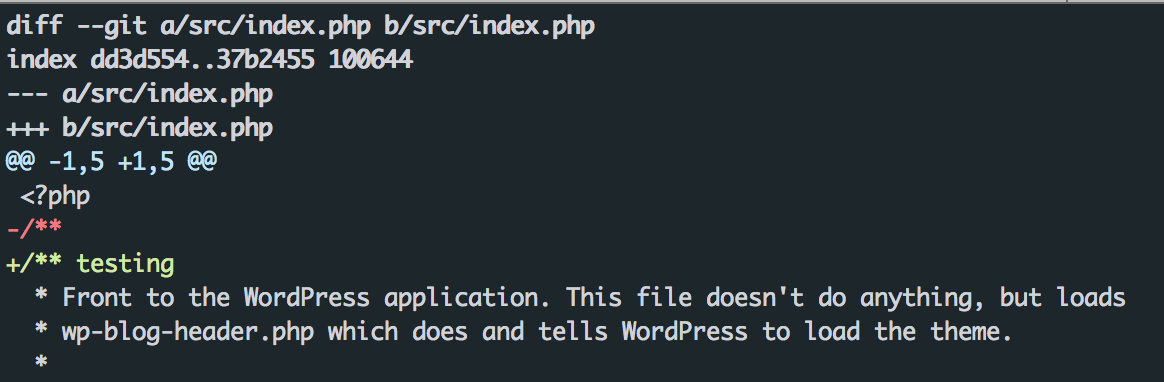 diff --git a/src/index.php b/src/index.php
index dd3d554..37b2455 100644
--- a/src/index.php
+++ b/src/index.php
@@ -1,5 +1,5 @@
 <?php
-/**
+/** testing
  * Front to the WordPress application. This file doesn't do anything, but loads
  * wp-blog-header.php which does and tells WordPress to load the theme.
  *